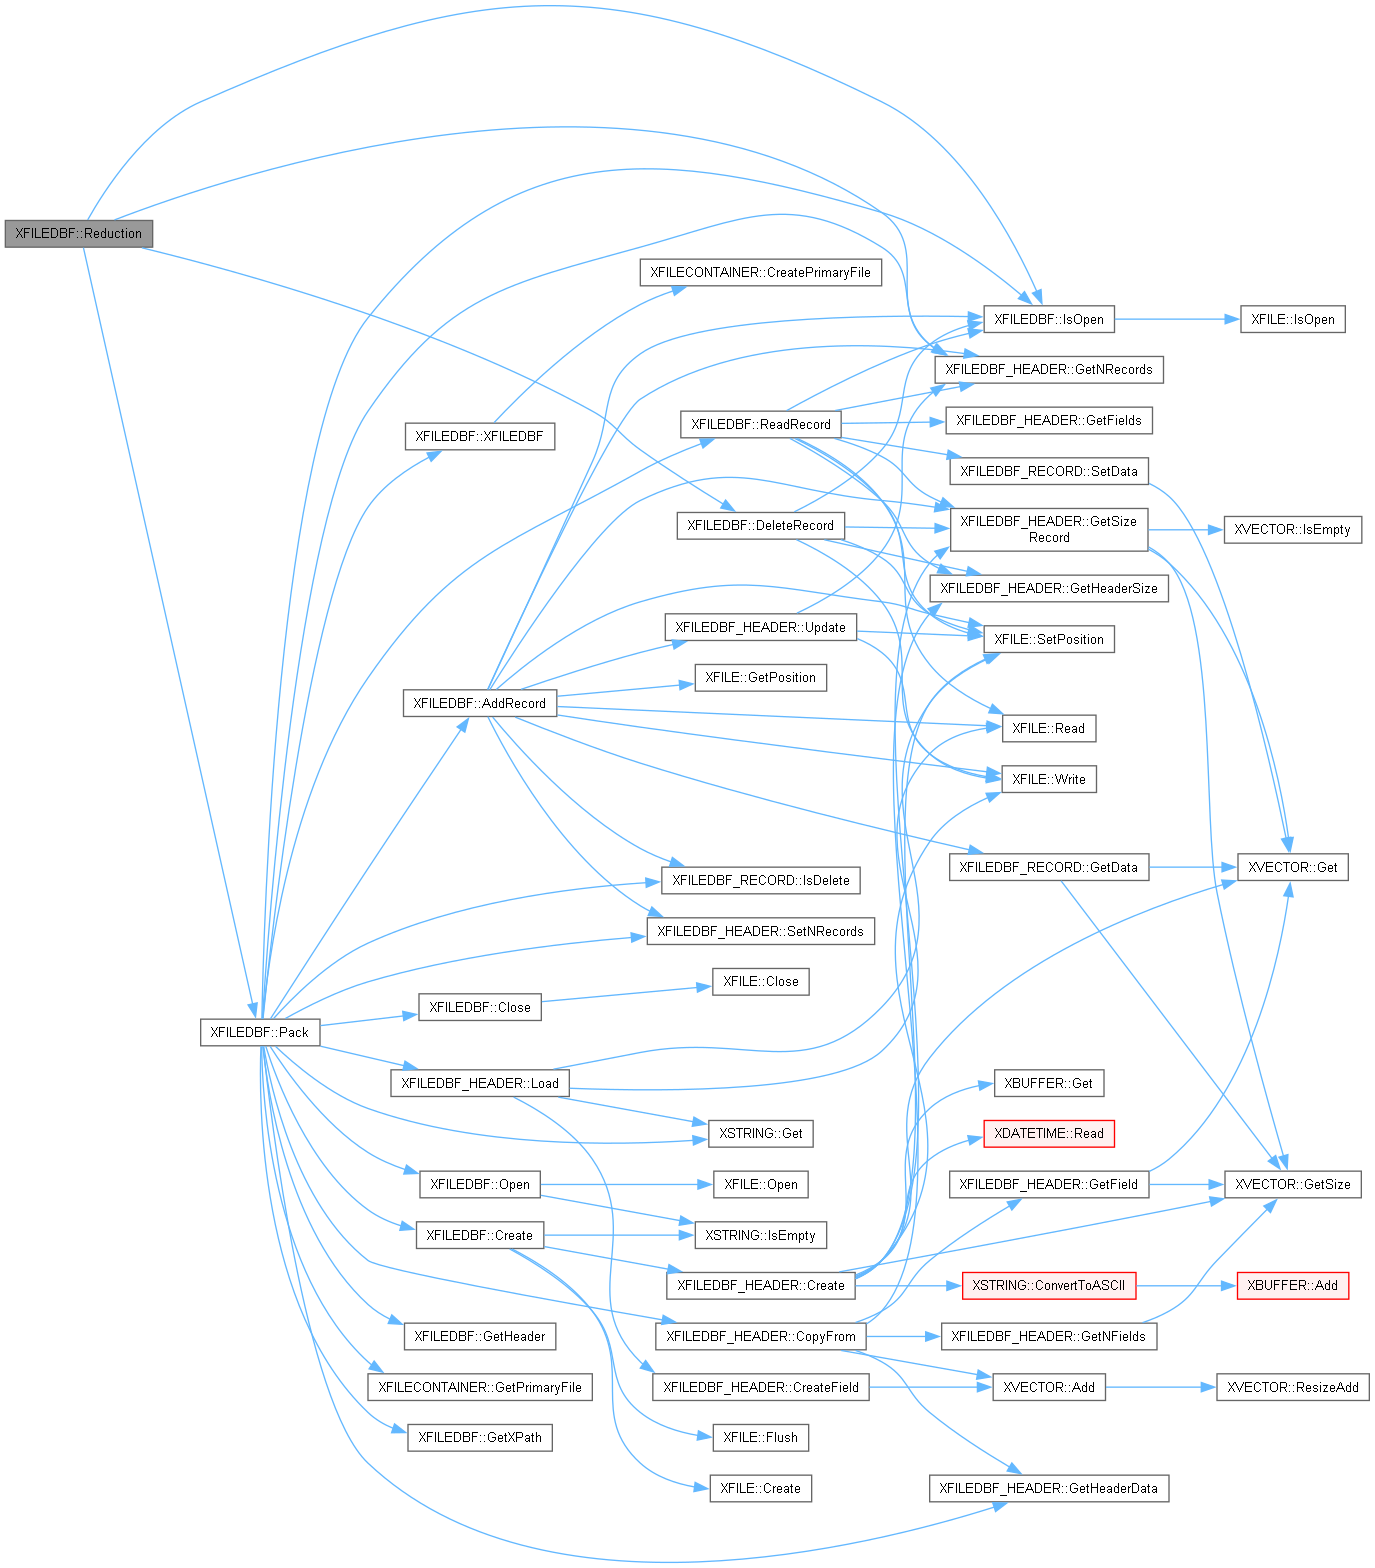 XFILEDBF::Reduction
XFILECONTAINER::CreatePrimaryFile
XFILEDBF::IsOpen
XFILE::IsOpen
XFILEDBF_HEADER::GetNRecords
XFILEDBF::XFILEDBF
XFILEDBF::ReadRecord
XFILEDBF_HEADER::GetFields
XFILEDBF_RECORD::SetData
XFILEDBF::DeleteRecord
XFILEDBF_HEADER::GetSize
Record
XVECTOR::IsEmpty
XFILEDBF_HEADER::GetHeaderSize
XFILEDBF_HEADER::Update
XFILE::SetPosition
XFILE::GetPosition
XFILEDBF::AddRecord
XFILE::Read
XFILE::Write
XFILEDBF_RECORD::GetData
XVECTOR::Get
XFILEDBF_RECORD::IsDelete
XFILEDBF_HEADER::SetNRecords
XFILE::Close
XFILEDBF::Close
XFILEDBF::Pack
XFILEDBF_HEADER::Load
XBUFFER::Get
XSTRING::Get
XDATETIME::Read
XFILEDBF::Open
XFILE::Open
XFILEDBF_HEADER::GetField
XVECTOR::GetSize
XFILEDBF::Create
XSTRING::IsEmpty
XFILEDBF_HEADER::Create
XSTRING::ConvertToASCII
XBUFFER::Add
XFILEDBF::GetHeader
XFILEDBF_HEADER::CopyFrom
XFILEDBF_HEADER::GetNFields
XFILECONTAINER::GetPrimaryFile
XFILEDBF_HEADER::CreateField
XVECTOR::Add
XVECTOR::ResizeAdd
XFILEDBF::GetXPath
XFILE::Flush
XFILE::Create
XFILEDBF_HEADER::GetHeaderData